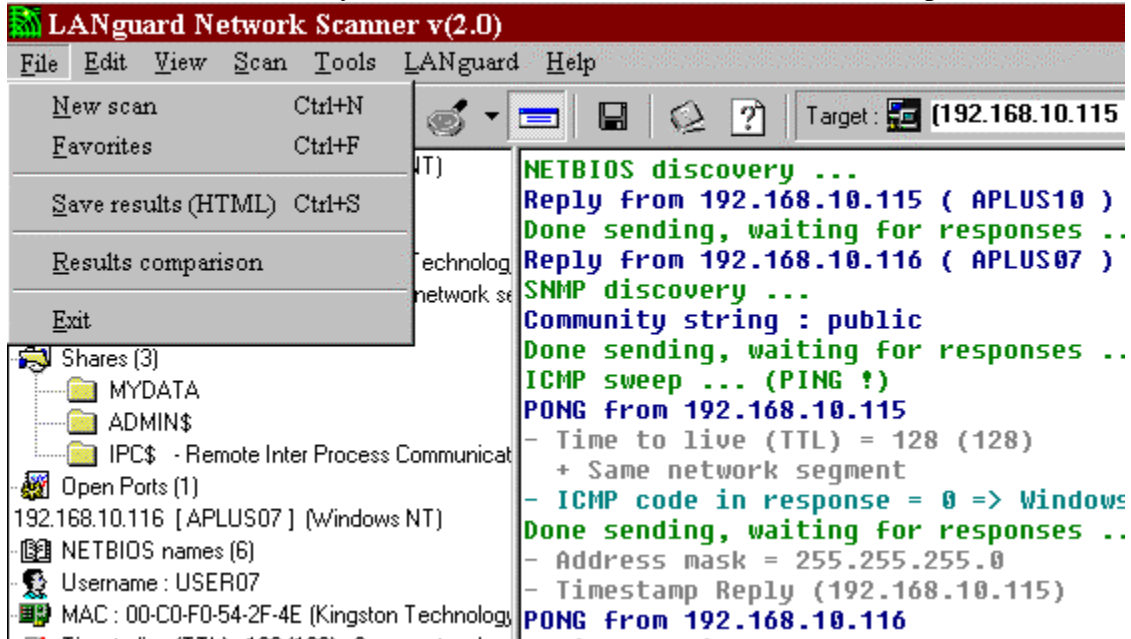 LANguard Network Scanner v(2.0)
File Edit View Scan Tools LANguard Help
New scan Ctrl+N
Favorites Ctrl+F
Save results (HTML) Ctrl+S
Results comparison
Exit
Target : (192.168.10.115
NT)
Technolog
network se
Shares (3)
MYDATA
ADMIN$
IPC$ - Remote Inter Process Communicat
Open Ports (1)
192.168.10.116 [ APLUS07 ] (Windows NT)
NETBIOS names (6)
Username : USER07
MAC : 00-C0-F0-54-2F-4E (Kingston Technology
NETBIOS discovery ...
Reply from 192.168.10.115 ( APLUS10 )
Done sending, waiting for responses ..
Reply from 192.168.10.116 ( APLUS07 )
SNMP discovery ...
Community string : public
Done sending, waiting for responses ..
ICMP sweep ... (PING !)
PONG from 192.168.10.115
- Time to live (TTL) = 128 (128)
+ Same network segment
- ICMP code in response = 0 => Windows
Done sending, waiting for responses ..
- Address mask = 255.255.255.0
- Timestamp Reply (192.168.10.115)
PONG from 192.168.10.116